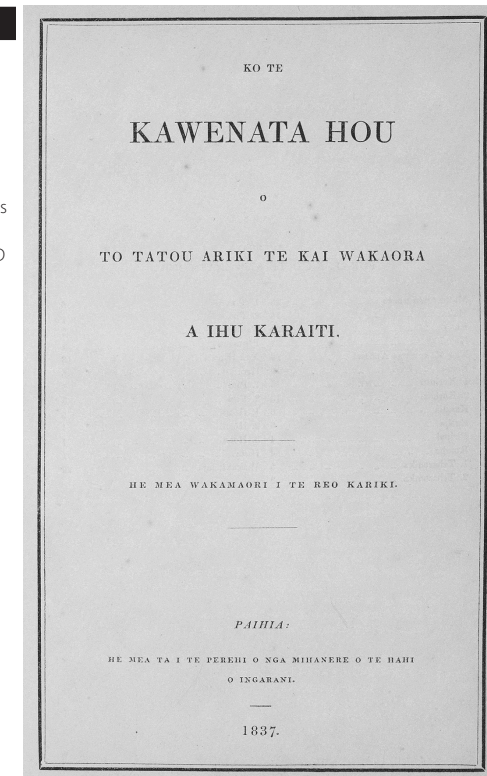 KO TE
KAWENATA HOU
O
TO TATOU ARIKI TE KAI WAKAORA
A IHU KARAITI.
HE MEA WAKAMAORI I TE REO KARIKI.
PAIHIA:
HE MEA TA I TE PEREHI O NGA MIHANERE O TE HAHI
O INGARANI.
1837.